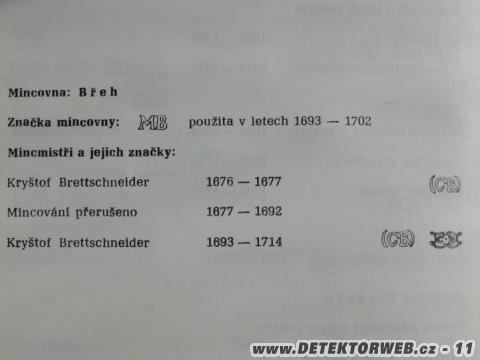 Mincovna: Břeh
Značka mincovny: MB použita v letech 1693 — 1702
Mincmistři a jejich značky:
Kryštof Brettschneider 1676 — 1677 (CB)
Mincování přerušeno 1677 — 1692
Kryštof Brettschneider 1693 — 1714 (CB)
www.DETEKTORWEB.cz - 11